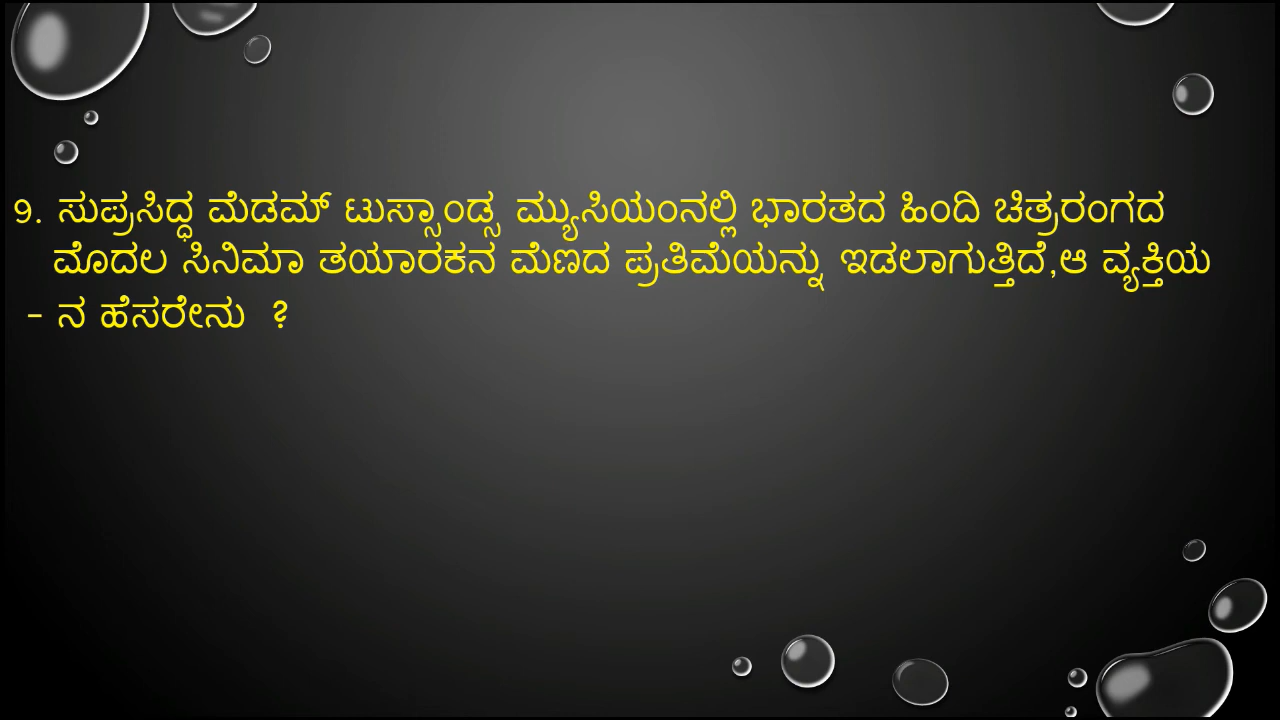 9. ಸುಪ್ರಸಿದ್ಧ ಮೆಡಮ್ ಟುಸ್ಸಾಂಡ್ಸ ಮ್ಯುಸಿಯಂನಲ್ಲಿ ಭಾರತದ ಹಿಂದಿ ಚಿತ್ರರಂಗದ
ಮೊದಲ ಸಿನಿಮಾ ತಯಾರಕನ ಮೆಣದ ಪ್ರತಿಮೆಯನ್ನು ಇಡಲಾಗುತ್ತಿದೆ,ಆ ವ್ಯಕ್ತಿಯ
- ನ ಹೆಸರೇನು ?